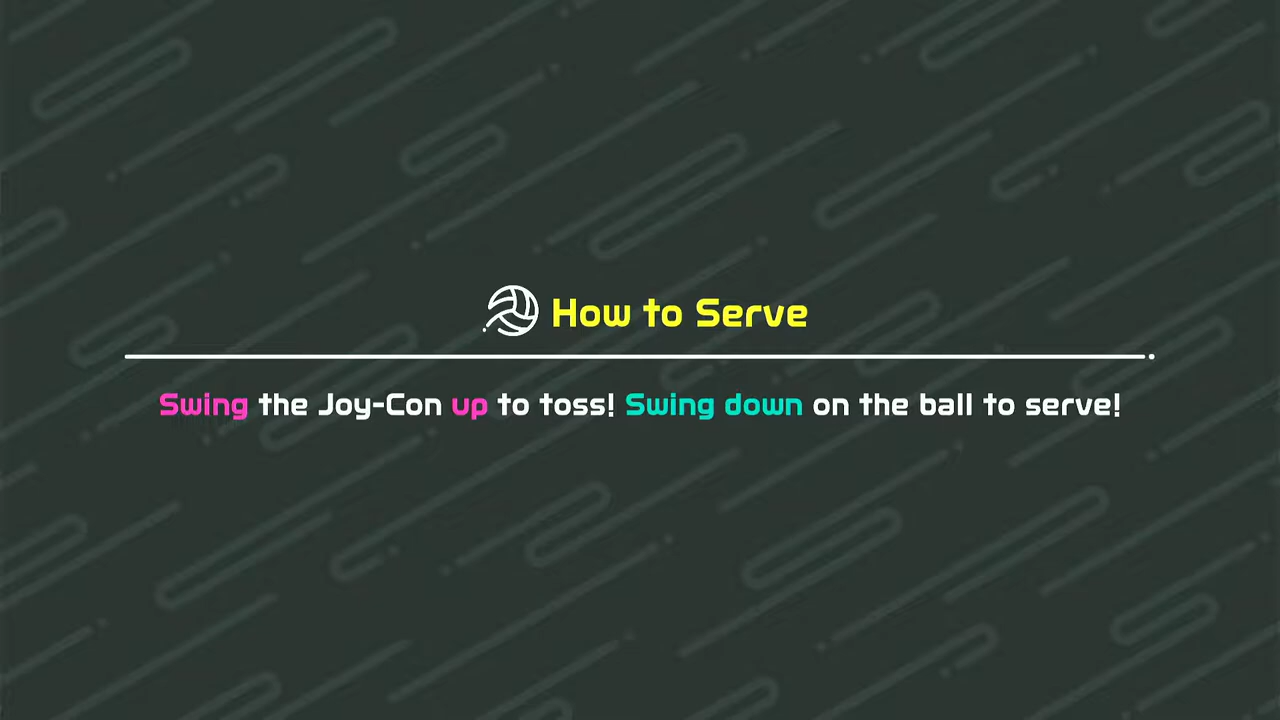 How to Serve
Swing the Joy-Con up to toss! Swing down on the ball to serve!